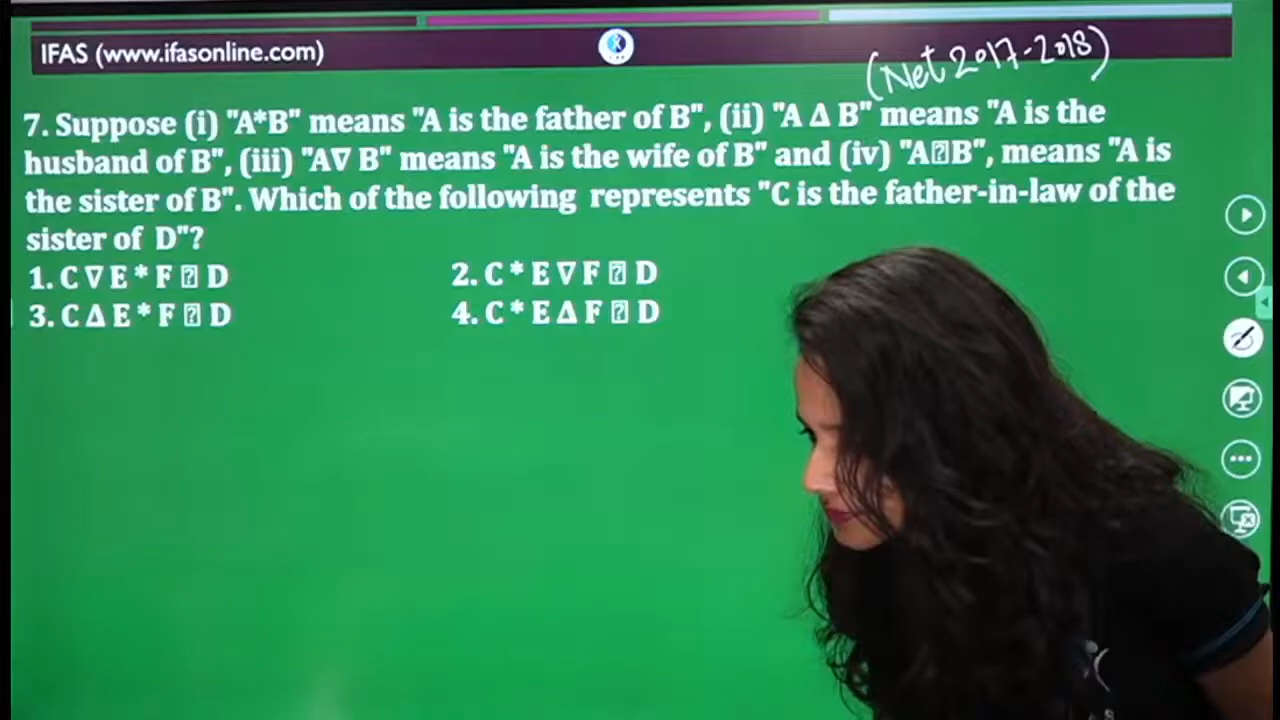 IFAS (www.ifasonline.com)
(Net 2017-2018)
7. Suppose (i) "A*B" means "A is the father of B", (ii) "A Δ B" means "A is the
husband of B", (iii) "A∇ B" means "A is the wife of B" and (iv) "A⍰B", means "A is
the sister of B". Which of the following represents "C is the father-in-law of the
sister of D"?
1. C ∇ E * F ⍰ D 2. C * E ∇ F ⍰ D
3. C Δ E * F ⍰ D 4. C * E Δ F ⍰ D